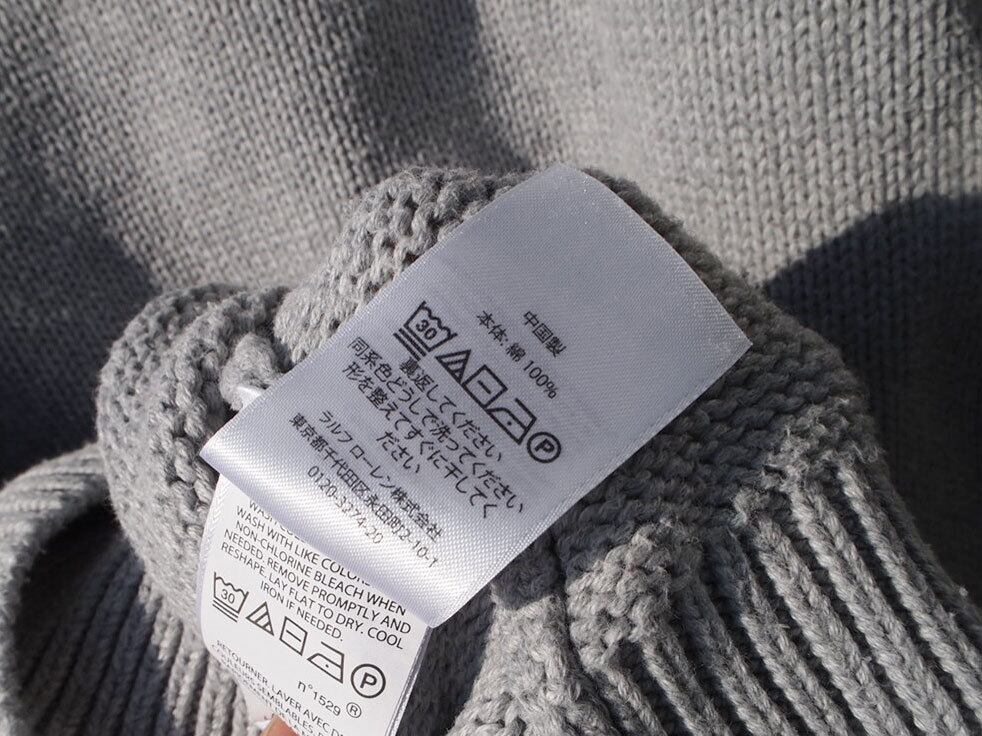 中国製
本体: 綿 100%
30
P
裏返してください
同系色どうしで洗ってください
形を整えてすぐに干してく
ださい
ラルフ ローレン株式会社
東京都千代田区永田町2-10-1
0120-3274-20
WASH WITH LIKE COLORS
NON-CHLORINE BLEACH WHEN
NEEDED. REMOVE PROMPTLY AND
RESHAPE. LAY FLAT TO DRY. COOL
IRON IF NEEDED.
30
P
n°1529 ®
RETOURNER, LAVER AVEC
COULEURS SEMBLABLES,